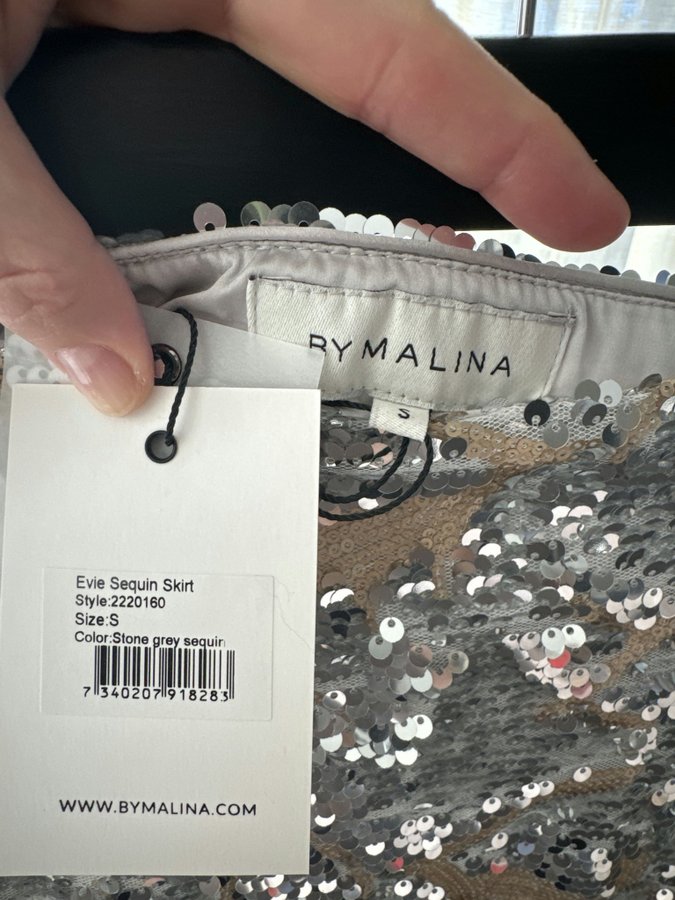 BYMALINA
S
Evie Sequin Skirt
Style:2220160
Size:S
Color:Stone grey sequin
7 340207 918283
WWW.BYMALINA.COM